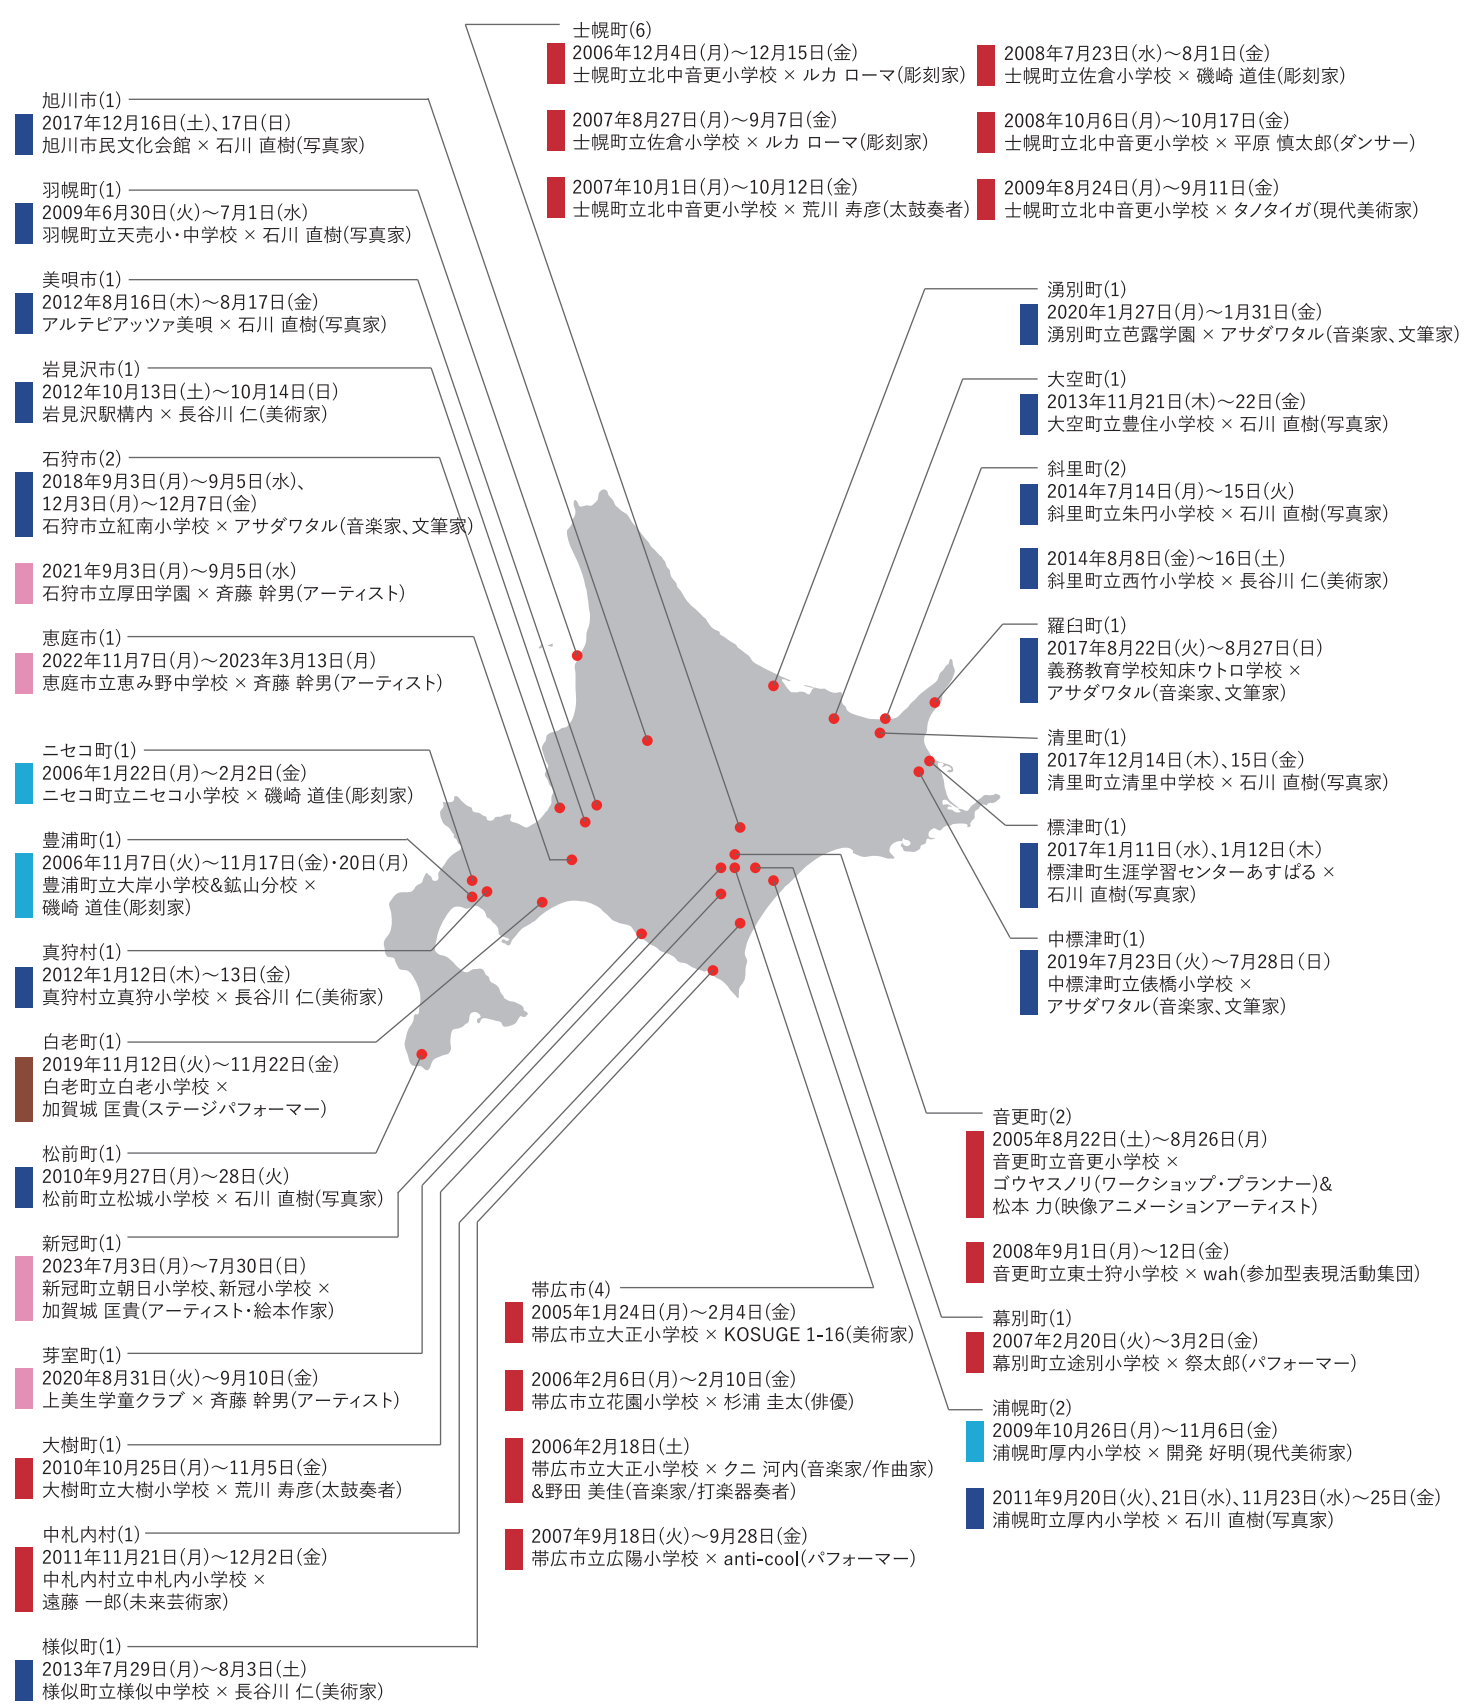 士幌町(6)
2006年12月4日(月)〜12月15日(金)
士幌町立北中音更小学校 × ルカ ローマ(彫刻家)
2007年8月27日(月)〜9月7日(金)
士幌町立佐倉小学校 × ルカ ローマ(彫刻家)
2007年10月1日(月)〜10月12日(金)
士幌町立北中音更小学校 × 荒川 寿彦(太鼓奏者)
2008年7月23日(水)〜8月1日(金)
士幌町立佐倉小学校 × 磯崎 道佳(彫刻家)
2008年10月6日(月)〜10月17日(金)
士幌町立北中音更小学校 × 平原 慎太郎(ダンサー)
2009年8月24日(月)〜9月11日(金)
士幌町立北中音更小学校 × タノタイガ(現代美術家)
旭川市(1)
2017年12月16日(土)、17日(日)
旭川市民文化会館 × 石川 直樹(写真家)
羽幌町(1)
2009年6月30日(火)〜7月1日(水)
羽幌町立天売小・中学校 × 石川 直樹(写真家)
美唄市(1)
2012年8月16日(木)〜8月17日(金)
アルテピアッツァ美唄 × 石川 直樹(写真家)
岩見沢市(1)
2012年10月13日(土)〜10月14日(日)
岩見沢駅構内 × 長谷川 仁(美術家)
石狩市(2)
2018年9月3日(月)〜9月5日(水)、
12月3日(月)〜12月7日(金)
石狩市立紅南小学校 × アサダワタル(音楽家、文筆家)
2021年9月3日(月)〜9月5日(水)
石狩市立厚田学園 × 斉藤 幹男(アーティスト)
恵庭市(1)
2022年11月7日(月)〜2023年3月13日(月)
恵庭市立恵み野中学校 × 斉藤 幹男(アーティスト)
ニセコ町(1)
2006年1月22日(月)〜2月2日(金)
ニセコ町立ニセコ小学校 × 磯崎 道佳(彫刻家)
豊浦町(1)
2006年11月7日(火)〜11月17日(金)・20日(月)
豊浦町立大岸小学校&鉱山分校 ×
磯崎 道佳(彫刻家)
真狩村(1)
2012年1月12日(木)〜13日(金)
真狩村立真狩小学校 × 長谷川 仁(美術家)
白老町(1)
2019年11月12日(火)〜11月22日(金)
白老町立白老小学校 ×
加賀城 匡貴(ステージパフォーマー)
松前町(1)
2010年9月27日(月)〜28日(火)
松前町立松城小学校 × 石川 直樹(写真家)
新冠町(1)
2023年7月3日(月)〜7月30日(日)
新冠町立朝日小学校、新冠小学校 ×
加賀城 匡貴(アーティスト・絵本作家)
芽室町(1)
2020年8月31日(火)〜9月10日(金)
上美生学童クラブ × 斉藤 幹男(アーティスト)
大樹町(1)
2010年10月25日(月)〜11月5日(金)
大樹町立大樹小学校 × 荒川 寿彦(太鼓奏者)
中札内村(1)
2011年11月21日(月)〜12月2日(金)
中札内村立中札内小学校 ×
遠藤 一郎(未来芸術家)
様似町(1)
2013年7月29日(月)〜8月3日(土)
様似町立様似中学校 × 長谷川 仁(美術家)
帯広市(4)
2005年1月24日(月)〜2月4日(金)
帯広市立大正小学校 × KOSUGE 1-16(美術家)
2006年2月6日(月)〜2月10日(金)
帯広市立花園小学校 × 杉浦 圭太(俳優)
2006年2月18日(土)
帯広市立大正小学校 × クニ 河内(音楽家/作曲家)
&野田 美佳(音楽家/打楽器奏者)
2007年9月18日(火)〜9月28日(金)
帯広市立広陽小学校 × anti-cool(パフォーマー)
湧別町(1)
2020年1月27日(月)〜1月31日(金)
湧別町立芭露学園 × アサダワタル(音楽家、文筆家)
大空町(1)
2013年11月21日(木)〜22日(金)
大空町立豊住小学校 × 石川 直樹(写真家)
斜里町(2)
2014年7月14日(月)〜15日(火)
斜里町立朱円小学校 × 石川 直樹(写真家)
2014年8月8日(金)〜16日(土)
斜里町立西竹小学校 × 長谷川 仁(美術家)
羅臼町(1)
2017年8月22日(火)〜8月27日(日)
義務教育学校知床ウトロ学校 ×
アサダワタル(音楽家、文筆家)
清里町(1)
2017年12月14日(木)、15日(金)
清里町立清里中学校 × 石川 直樹(写真家)
標津町(1)
2017年1月11日(水)、1月12日(木)
標津町生涯学習センターあすぱる ×
石川 直樹(写真家)
中標津町(1)
2019年7月23日(火)〜7月28日(日)
中標津町立俵橋小学校 ×
アサダワタル(音楽家、文筆家)
音更町(2)
2005年8月22日(土)〜8月26日(月)
音更町立音更小学校 ×
ゴウヤスノリ(ワークショップ・プランナー)&
松本 力(映像アニメーションアーティスト)
2008年9月1日(月)〜12日(金)
音更町立東士狩小学校 × wah(参加型表現活動集団)
幕別町(1)
2007年2月20日(火)〜3月2日(金)
幕別町立途別小学校 × 祭太郎(パフォーマー)
浦幌町(2)
2009年10月26日(月)〜11月6日(金)
浦幌町厚内小学校 × 開発 好明(現代美術家)
2011年9月20日(火)、21日(水)、11月23日(水)〜25日(金)
浦幌町立厚内小学校 × 石川 直樹(写真家)